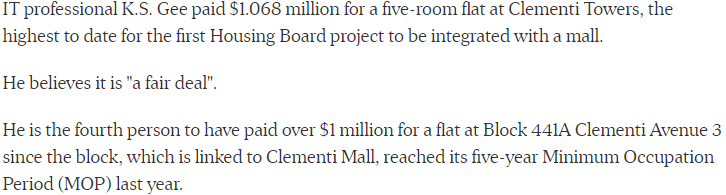 IT professional K.S. Gee paid $1.068 million for a five-room flat at Clementi Towers, the
highest to date for the first Housing Board project to be integrated with a mall.
He believes it is "a fair deal".
He is the fourth person to have paid over $1 million for a flat at Block 441A Clementi Avenue 3
since the block, which is linked to Clementi Mall, reached its five-year Minimum Occupation
Period (MOP) last year.